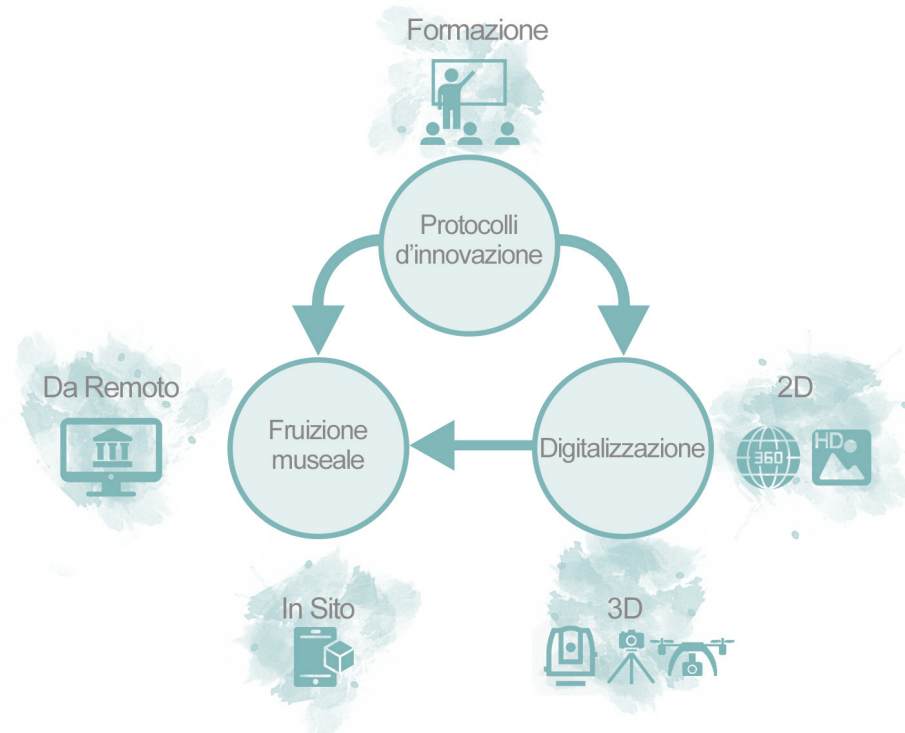 Formazione
Protocolli
d'innovazione
Da Remoto
Fruizione
museale
Digitalizzazione
2D
360
HD
In Sito
3D